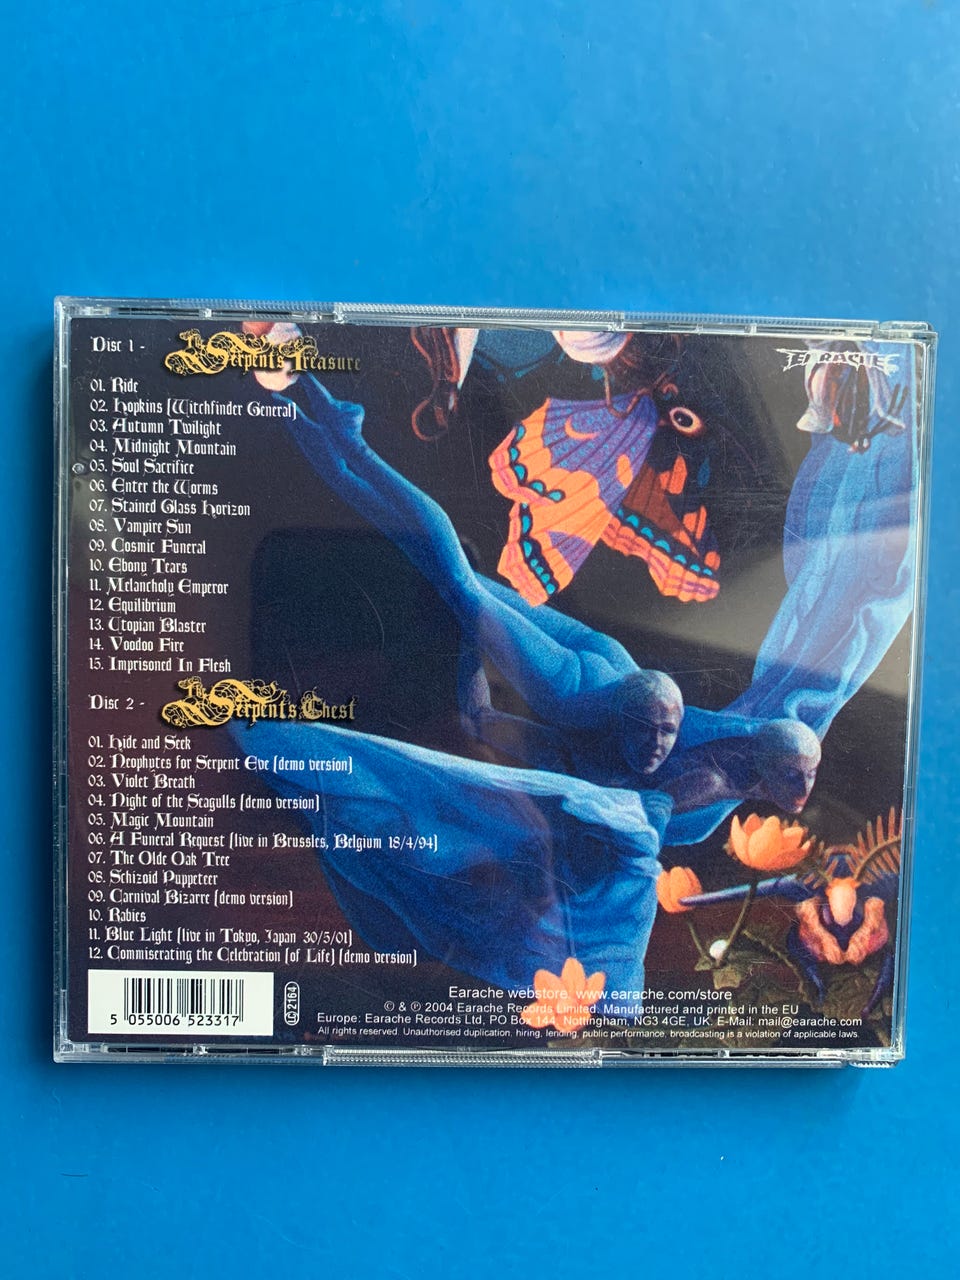 Disc 1 - The Serpent's Treasure
EARACHE
01. Ride
02. Hopkins (Witchfinder General)
03. Autumn Twilight
04. Midnight Mountain
05. Soul Sacrifice
06. Enter the Worms
07. Stained Glass Horizon
08. Vampire Sun
09. Cosmic Funeral
10. Ebony Tears
11. Melancholy Emperor
12. Equilibrium
13. Utopian Blaster
14. Voodoo Fire
15. Imprisoned In Flesh
Disc 2 - The Serpent's Chest
01. Hide and Seek
02. Neophytes for Serpent Eve (demo version)
03. Violet Breath
04. Night of the Seagulls (demo version)
05. Magic Mountain
06. A Funeral Request (live in Brussles, Belgium 18/4/94)
07. The Olde Oak Tree
08. Schizoid Puppeteer
09. Carnival Bizarre (demo version)
10. Rabies
11. Blue Light (live in Tokyo, Japan 30/5/01)
12. Commiserating the Celebration (of Life) (demo version)
5 055006 523317
LC 2164
Earache webstore: www.earache.com/store
© & ℗ 2004 Earache Records Limited. Manufactured and printed in the EU
Europe: Earache Records Ltd, PO Box 144, Nottingham, NG3 4GE, UK. E-Mail: mail@earache.com
All rights reserved. Unauthorised duplication, hiring, lending, public performance, broadcasting is a violation of applicable laws.